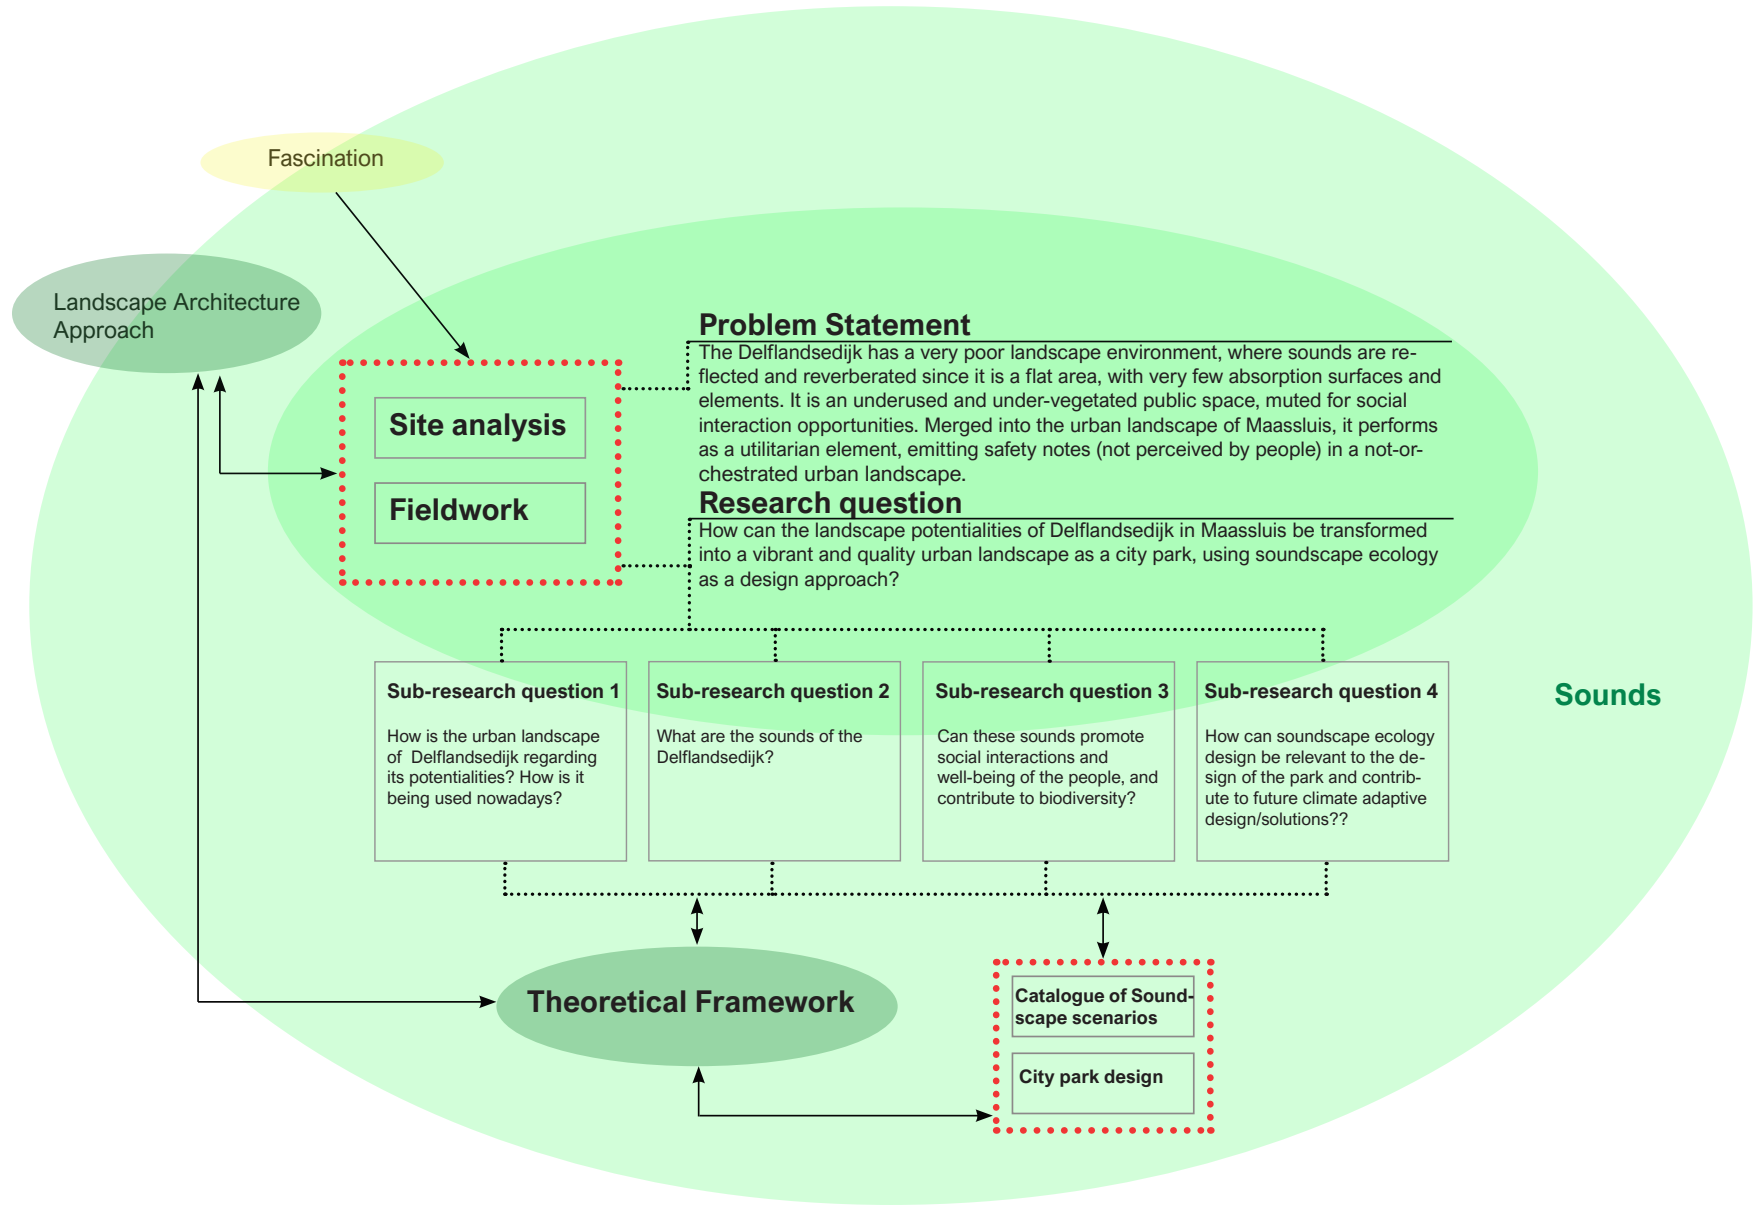 Fascination
Landscape Architecture
Approach
Site analysis
Fieldwork
Problem Statement
The Delflandsedijk has a very poor landscape environment, where sounds are re-
flected and reverberated since it is a flat area, with very few absorption surfaces and
elements. It is an underused and under-vegetated public space, muted for social
interaction opportunities. Merged into the urban landscape of Maassluis, it performs
as a utilitarian element, emitting safety notes (not perceived by people) in a not-or-
chestrated urban landscape.
Research question
How can the landscape potentialities of Delflandsedijk in Maassluis be transformed
into a vibrant and quality urban landscape as a city park, using soundscape ecology
as a design approach?
Sub-research question 1
How is the urban landscape
of Delflandsedijk regarding
its potentialities? How is it
being used nowadays?
Sub-research question 2
What are the sounds of the
Delflandsedijk?
Sub-research question 3
Can these sounds promote
social interactions and
well-being of the people, and
contribute to biodiversity?
Sub-research question 4
How can soundscape ecology
design be relevant to the de-
sign of the park and contrib-
ute to future climate adaptive
design/solutions??
Sounds
Theoretical Framework
Catalogue of Sound-
scape scenarios
City park design